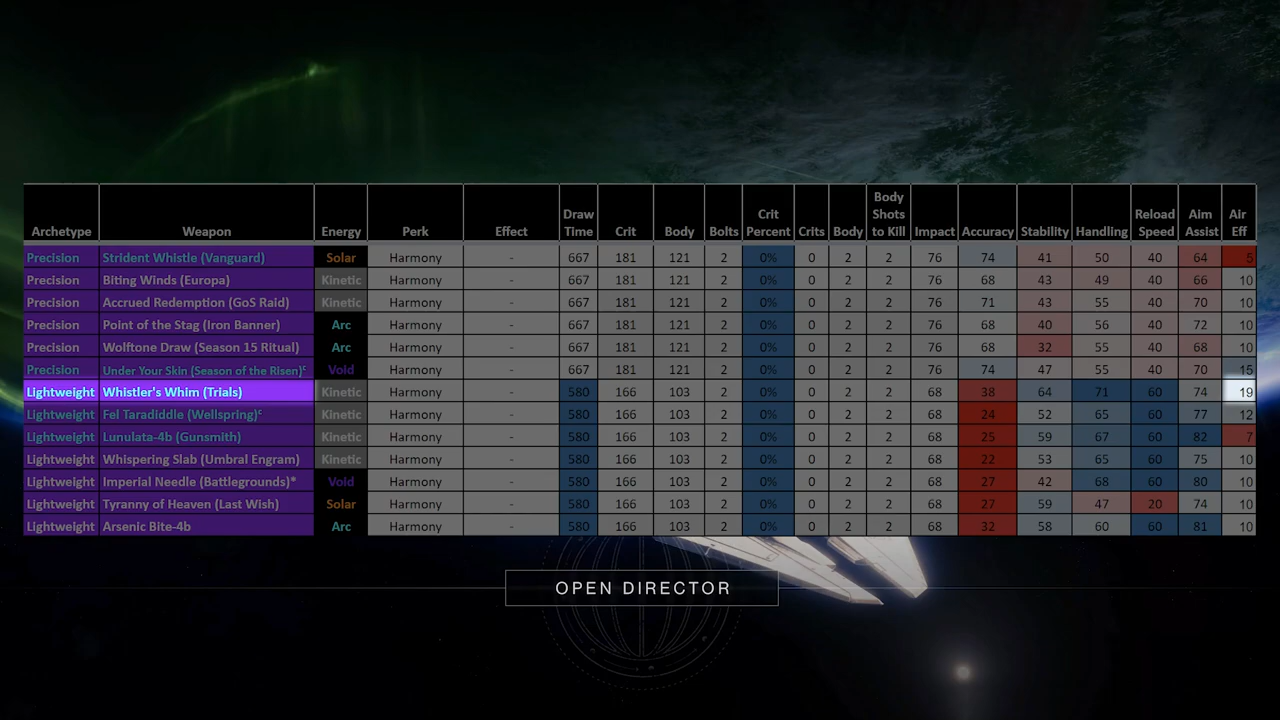 Archetype Weapon Energy Perk Effect Draw Time Crit Body Bolts Crit Percent Crits Body Body Shots to Kill Impact Accuracy Stability Handling Reload Speed Aim Assist Air Eff
Precision Strident Whistle (Vanguard) Solar Harmony - 667 181 121 2 0% 0 2 2 76 74 41 50 40 64 5
Precision Biting Winds (Europa) Kinetic Harmony - 667 181 121 2 0% 0 2 2 76 68 43 49 40 66 10
Precision Accrued Redemption (GoS Raid) Kinetic Harmony - 667 181 121 2 0% 0 2 2 76 71 43 55 40 70 10
Precision Point of the Stag (Iron Banner) Arc Harmony - 667 181 121 2 0% 0 2 2 76 68 40 56 40 72 10
Precision Wolftone Draw (Season 15 Ritual) Arc Harmony - 667 181 121 2 0% 0 2 2 76 68 32 55 40 68 10
Precision Under Your Skin (Season of the Risen)ᶜ Void Harmony - 667 181 121 2 0% 0 2 2 76 74 47 55 40 70 15
Lightweight Whistler's Whim (Trials) Kinetic Harmony - 580 166 103 2 0% 0 2 2 68 38 64 71 60 74 19
Lightweight Fel Taradiddle (Wellspring)ᶜ Kinetic Harmony - 580 166 103 2 0% 0 2 2 68 24 52 65 60 77 12
Lightweight Lunulata-4b (Gunsmith) Kinetic Harmony - 580 166 103 2 0% 0 2 2 68 25 59 67 60 82 7
Lightweight Whispering Slab (Umbral Engram) Kinetic Harmony - 580 166 103 2 0% 0 2 2 68 22 53 65 60 75 10
Lightweight Imperial Needle (Battlegrounds)* Void Harmony - 580 166 103 2 0% 0 2 2 68 27 42 68 60 80 10
Lightweight Tyranny of Heaven (Last Wish) Solar Harmony - 580 166 103 2 0% 0 2 2 68 27 59 47 20 74 10
Lightweight Arsenic Bite-4b Arc Harmony - 580 166 103 2 0% 0 2 2 68 32 58 60 60 81 10
OPEN DIRECTOR